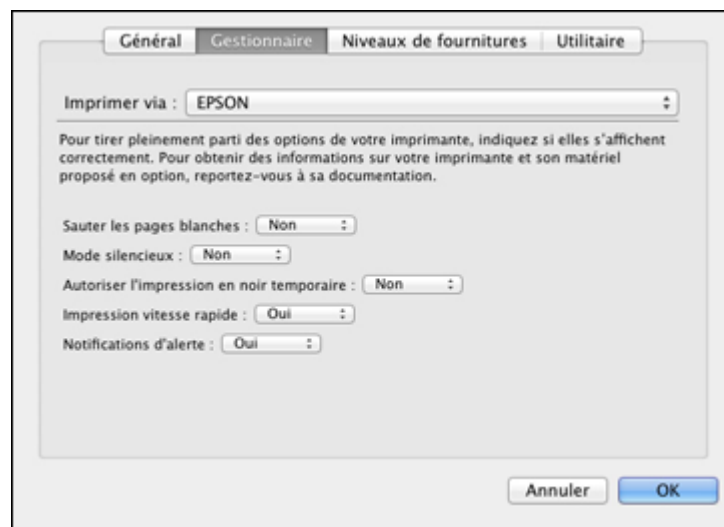 Général Gestionnaire Niveaux de fournitures Utilitaire
Imprimer via : EPSON
Pour tirer pleinement parti des options de votre imprimante, indiquez si elles s'affichent
correctement. Pour obtenir des informations sur votre imprimante et son matériel
proposé en option, reportez-vous à sa documentation.
Sauter les pages blanches : Non
Mode silencieux : Non
Autoriser l'impression en noir temporaire : Non
Impression vitesse rapide : Oui
Notifications d'alerte : Oui
Annuler OK